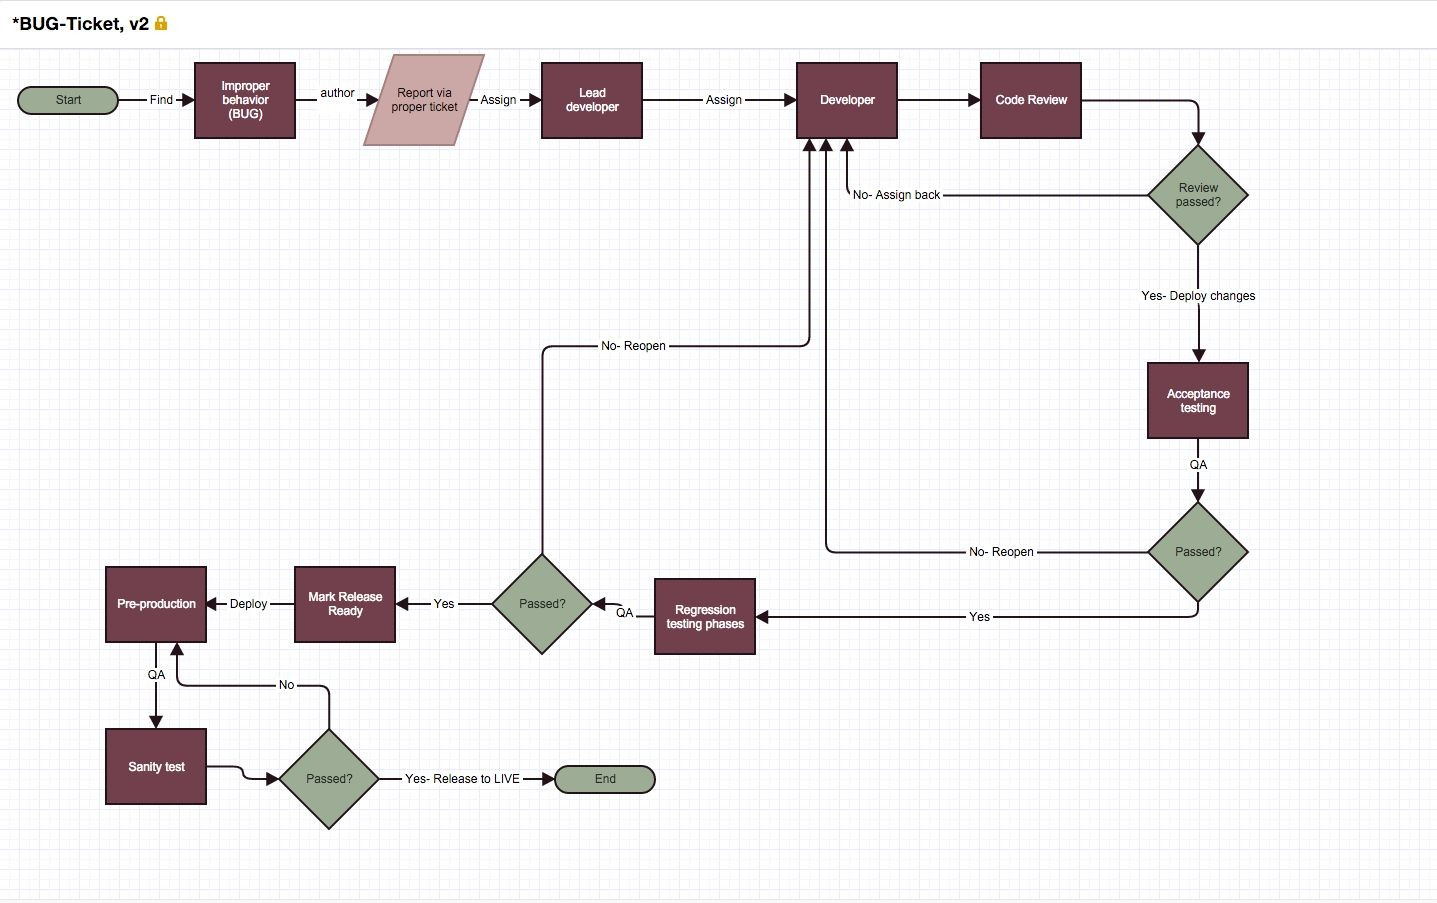 *BUG-Ticket, v2
Start
Find
Improper
behavior
(BUG)
author
Report via
proper ticket
Assign
Lead
developer
Assign
Developer
Code Review
Review
passed?
No- Assign back
Yes- Deploy changes
Acceptance
testing
QA
Passed?
No- Reopen
Yes
Regression
testing phases
QA
Passed?
No- Reopen
Yes
Mark Release
Ready
Deploy
Pre-production
QA
No
Sanity test
Passed?
Yes- Release to LIVE
End